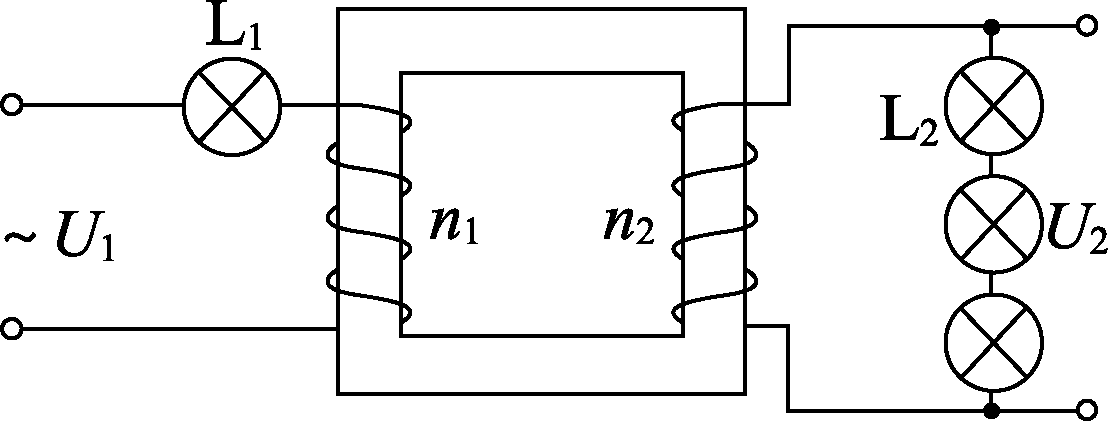 L₁
L₂
~ U₁
n₁
n₂
U₂